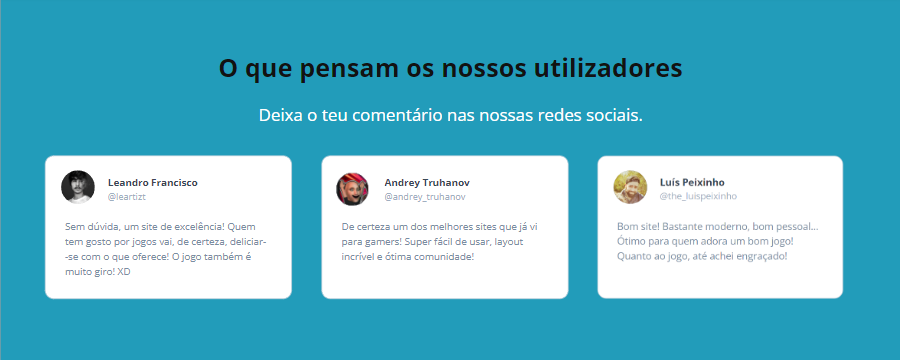 O que pensam os nossos utilizadores
Deixa o teu comentário nas nossas redes sociais.
Leandro Francisco
@leartizt
Sem dúvida, um site de excelência! Quem
tem gosto por jogos vai, de certeza, deliciar-
-se com o que oferece! O jogo também é
muito giro! XD
Andrey Truhanov
@andrey_truhanov
De certeza um dos melhores sites que já vi
para gamers! Super fácil de usar, layout
incrível e ótima comunidade!
Luís Peixinho
@the_luispeixinho
Bom site! Bastante moderno, bom pessoal...
Ótimo para quem adora um bom jogo!
Quanto ao jogo, até achei engraçado!